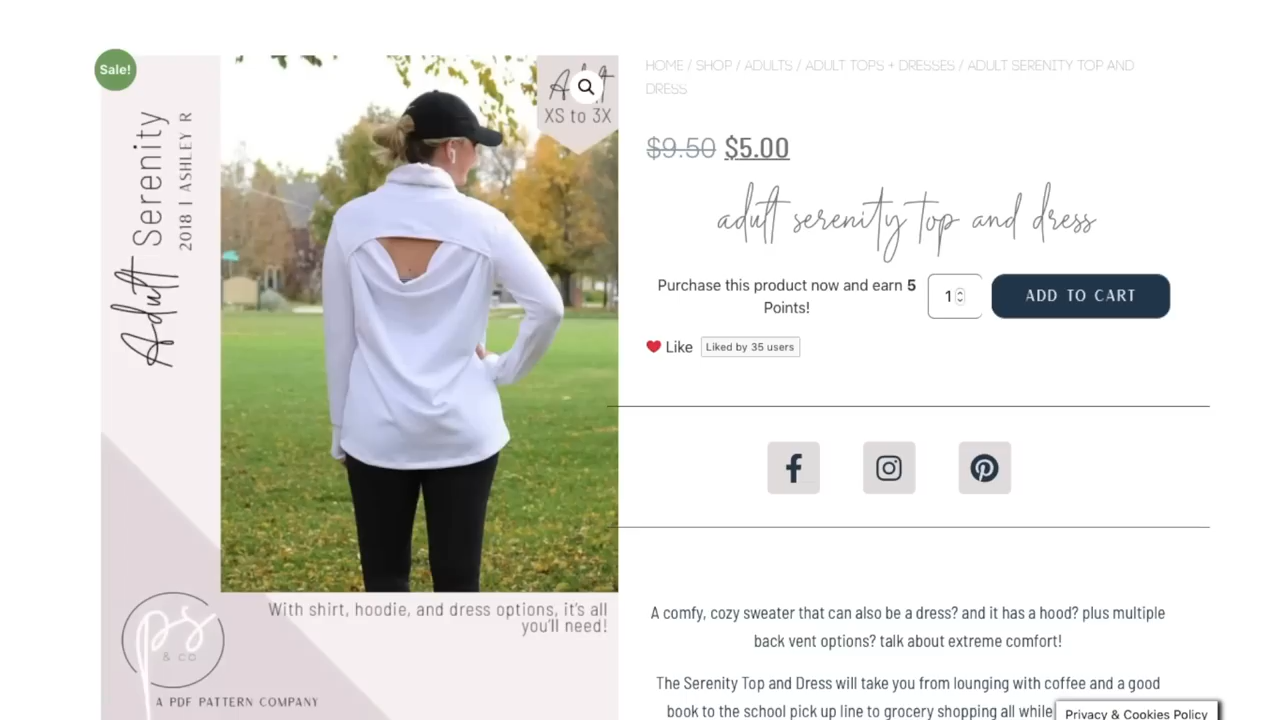 Sale!
Adult
XS to 3X
Adult Serenity
2018 | ASHLEY R
With shirt, hoodie, and dress options, it's all
you'll need!
ps
& co
A PDF PATTERN COMPANY
HOME / SHOP / ADULTS / ADULT TOPS + DRESSES / ADULT SERENITY TOP AND
DRESS
$9.50 $5.00
adult serenity top and dress
Purchase this product now and earn 5
Points!
1
ADD TO CART
Like Liked by 35 users
A comfy, cozy sweater that can also be a dress? and it has a hood? plus multiple
back vent options? talk about extreme comfort!
The Serenity Top and Dress will take you from lounging with coffee and a good
book to the school pick up line to grocery shopping all while
Privacy & Cookies Policy